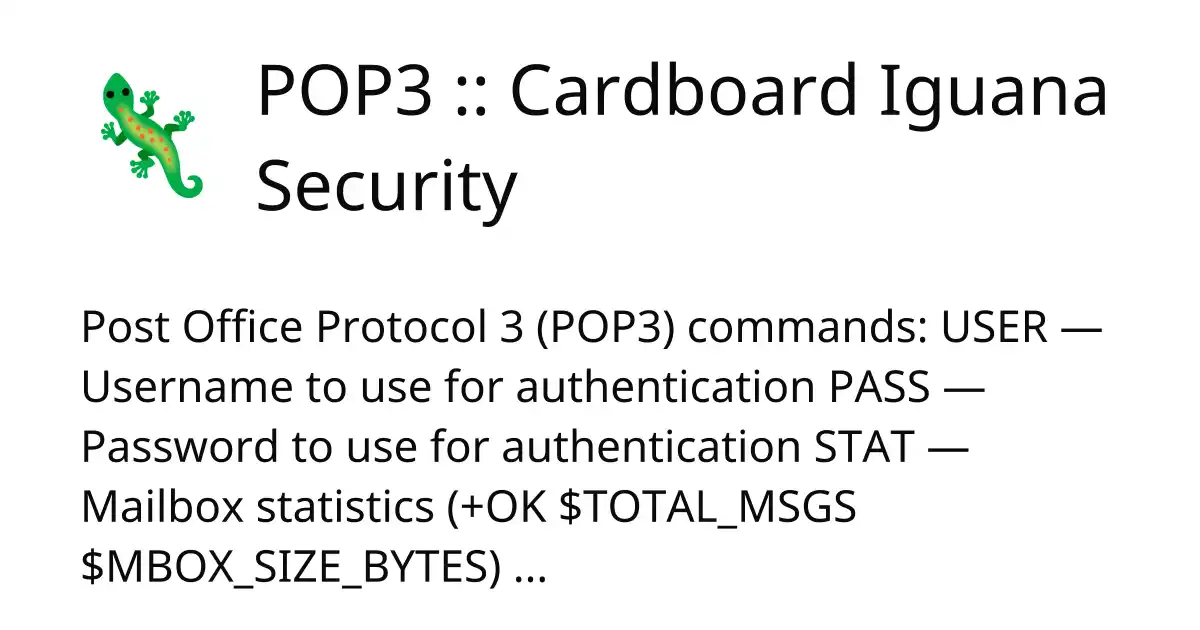 POP3 :: Cardboard Iguana
Security
Post Office Protocol 3 (POP3) commands: USER —
Username to use for authentication PASS —
Password to use for authentication STAT —
Mailbox statistics (+OK $TOTAL_MSGS
$MBOX_SIZE_BYTES) ...